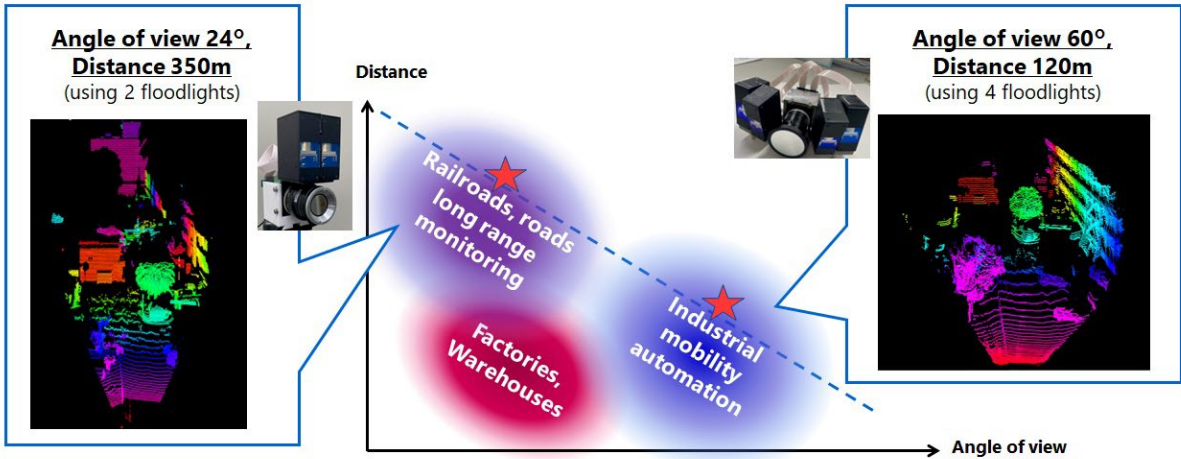 Angle of view 24°,
Distance 350m
(using 2 floodlights)
Distance
Railroads, roads
long range
monitoring
Factories,
Warehouses
Industrial
mobility
automation
Angle of view
Angle of view 60°,
Distance 120m
(using 4 floodlights)